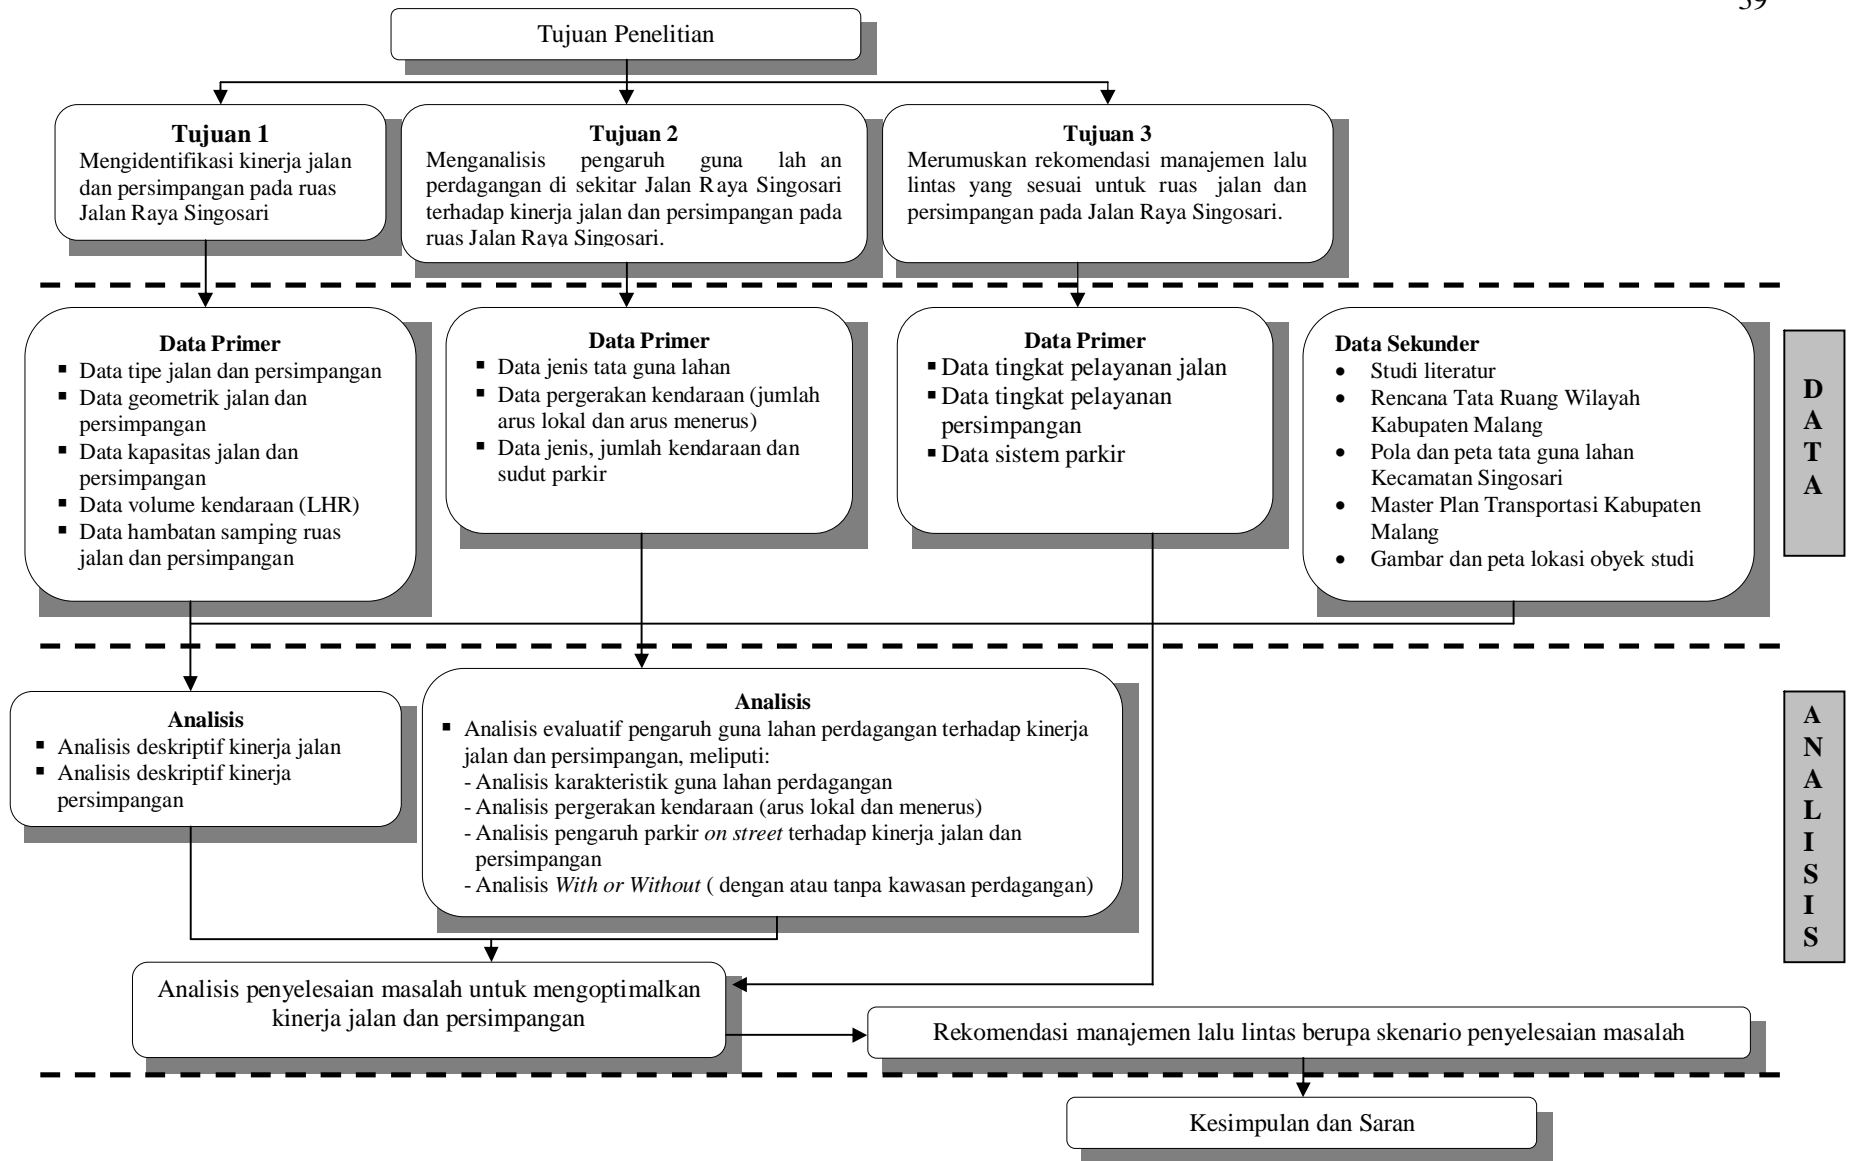 59
Tujuan Penelitian
Tujuan 1
Mengidentifikasi kinerja jalan
dan persimpangan pada ruas
Jalan Raya Singosari
Tujuan 2
Menganalisis pengaruh guna lah an
perdagangan di sekitar Jalan Raya Singosari
terhadap kinerja jalan dan persimpangan pada
ruas Jalan Raya Singosari.
Tujuan 3
Merumuskan rekomendasi manajemen lalu
lintas yang sesuai untuk ruas jalan dan
persimpangan pada Jalan Raya Singosari.
Data Primer
▪ Data tipe jalan dan persimpangan
▪ Data geometrik jalan dan
persimpangan
▪ Data kapasitas jalan dan
persimpangan
▪ Data volume kendaraan (LHR)
▪ Data hambatan samping ruas
jalan dan persimpangan
Data Primer
▪ Data jenis tata guna lahan
▪ Data pergerakan kendaraan (jumlah
arus lokal dan arus menerus)
▪ Data jenis, jumlah kendaraan dan
sudut parkir
Data Primer
▪ Data tingkat pelayanan jalan
▪ Data tingkat pelayanan
persimpangan
▪ Data sistem parkir
Data Sekunder
• Studi literatur
• Rencana Tata Ruang Wilayah
Kabupaten Malang
• Pola dan peta tata guna lahan
Kecamatan Singosari
• Master Plan Transportasi Kabupaten
Malang
• Gambar dan peta lokasi obyek studi
D
A
T
A
Analisis
▪ Analisis deskriptif kinerja jalan
▪ Analisis deskriptif kinerja
persimpangan
Analisis
▪ Analisis evaluatif pengaruh guna lahan perdagangan terhadap kinerja
jalan dan persimpangan, meliputi:
- Analisis karakteristik guna lahan perdagangan
- Analisis pergerakan kendaraan (arus lokal dan menerus)
- Analisis pengaruh parkir on street terhadap kinerja jalan dan
persimpangan
- Analisis With or Without ( dengan atau tanpa kawasan perdagangan)
A
N
A
L
I
S
I
S
Analisis penyelesaian masalah untuk mengoptimalkan
kinerja jalan dan persimpangan
Rekomendasi manajemen lalu lintas berupa skenario penyelesaian masalah
Kesimpulan dan Saran